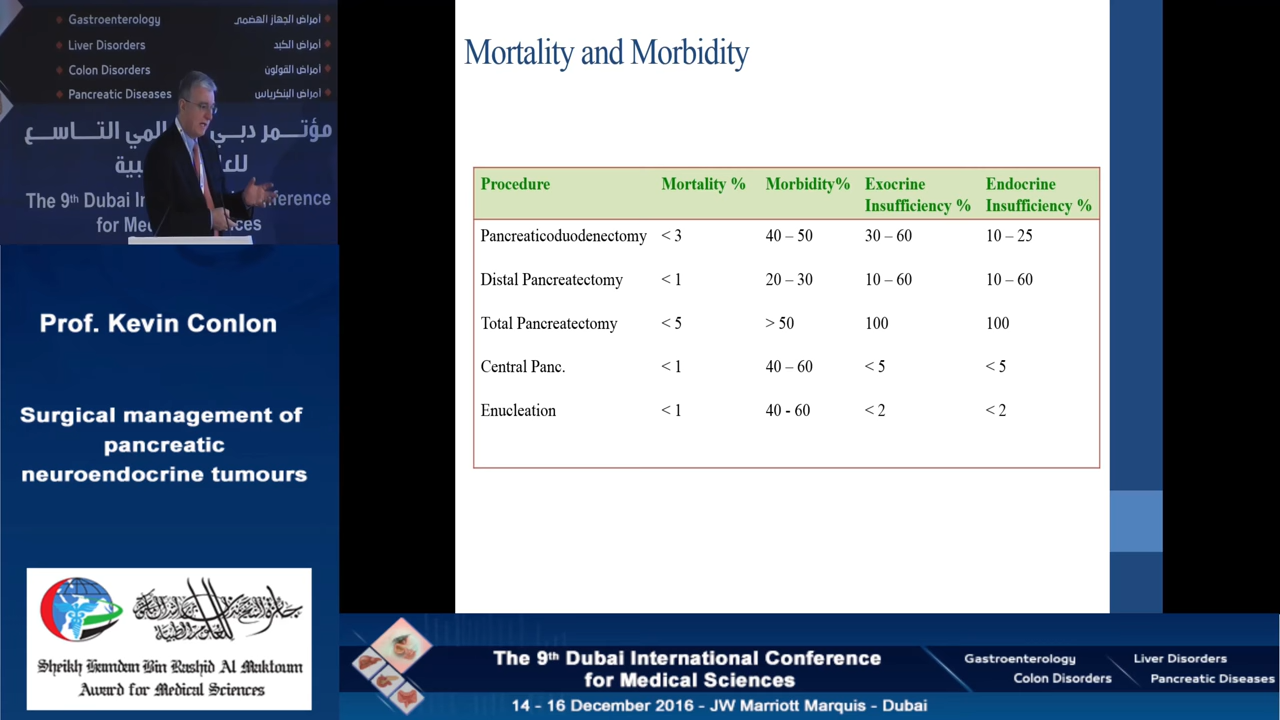 Gastroenterology
أمراض الجهاز الهضمي
Liver Disorders
أمراض الكبد
Colon Disorders
أمراض القولون
Pancreatic Diseases
أمراض البنكرياس
The 9th Dubai In
ference
for Me
ces
Prof. Kevin Conlon
Surgical management of
pancreatic
neuroendocrine tumours
Sheikh Hamdan Bin Rashid Al Maktoum
Award for Medical Sciences
Mortality and Morbidity
Procedure Mortality % Morbidity% Exocrine Insufficiency % Endocrine Insufficiency %
Pancreaticoduodenectomy < 3 40 – 50 30 – 60 10 – 25
Distal Pancreatectomy < 1 20 – 30 10 – 60 10 – 60
Total Pancreatectomy < 5 > 50 100 100
Central Panc. < 1 40 – 60 < 5 < 5
Enucleation < 1 40 - 60 < 2 < 2
The 9th Dubai International Conference
for Medical Sciences
14 - 16 December 2016 - JW Marriott Marquis - Dubai
Gastroenterology
Liver Disorders
Colon Disorders
Pancreatic Diseases